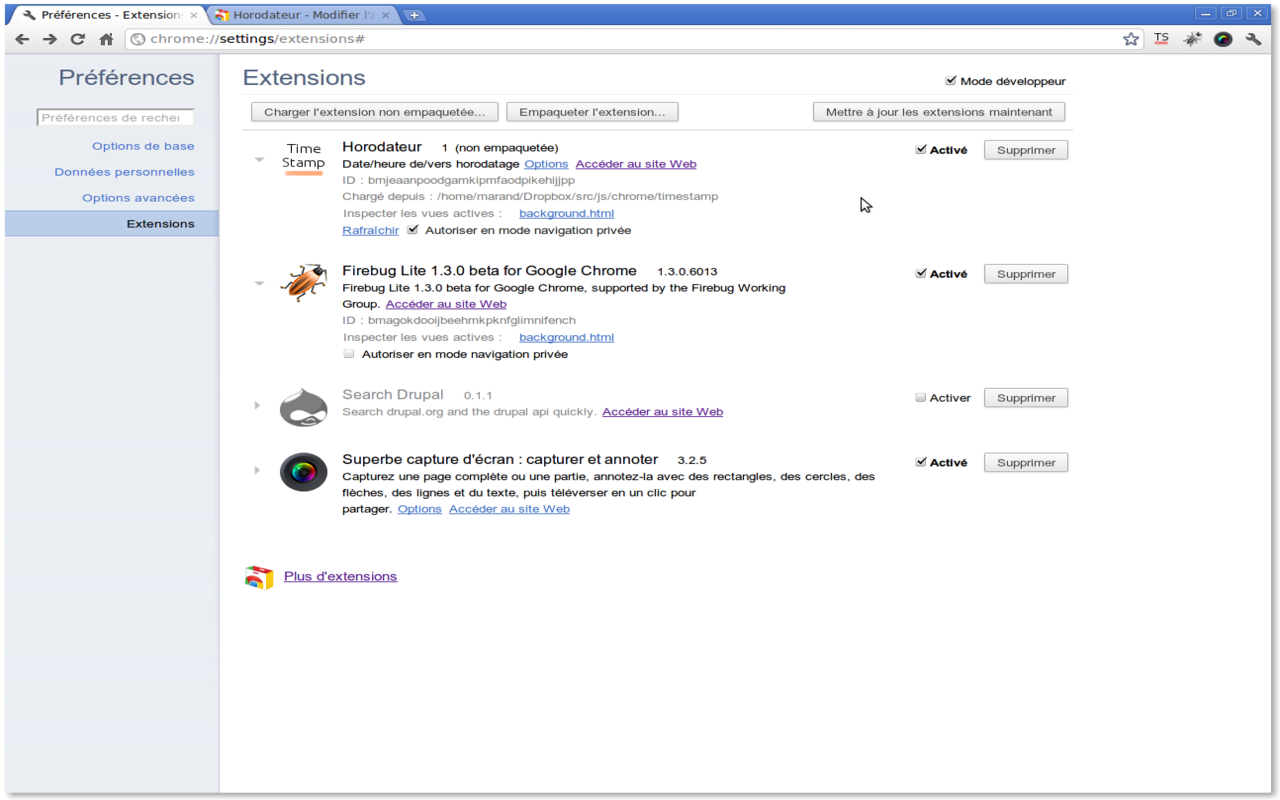 Préférences - Extension
Horodateur - Modifier l'a
chrome://settings/extensions#
TS
Préférences
Préférences de recher
Options de base
Données personnelles
Options avancées
Extensions
Extensions
Mode développeur
Charger l'extension non empaquetée... Empaqueter l'extension... Mettre à jour les extensions maintenant
Time
Stamp
Horodateur 1 (non empaquetée)
Date/heure de/vers horodatage Options Accéder au site Web
ID : bmjeaanpoodgamkipmfaodpikehijjpp
Chargé depuis : /home/marand/Dropbox/src/js/chrome/timestamp
Inspecter les vues actives : background.html
Rafraîchir Autoriser en mode navigation privée
Activé Supprimer
Firebug Lite 1.3.0 beta for Google Chrome 1.3.0.6013
Firebug Lite 1.3.0 beta for Google Chrome, supported by the Firebug Working
Group. Accéder au site Web
ID : bmagokdooijbeehmkpknfglimnifench
Inspecter les vues actives : background.html
Autoriser en mode navigation privée
Activé Supprimer
Search Drupal 0.1.1
Search drupal.org and the drupal api quickly. Accéder au site Web
Activer Supprimer
Superbe capture d'écran : capturer et annoter 3.2.5
Capturez une page complète ou une partie, annotez-la avec des rectangles, des cercles, des
flèches, des lignes et du texte, puis téléverser en un clic pour
partager. Options Accéder au site Web
Activé Supprimer
Plus d'extensions